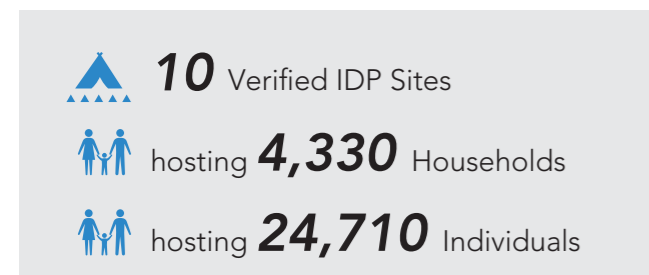 10 Verified IDP Sites
hosting 4,330 Households
hosting 24,710 Individuals